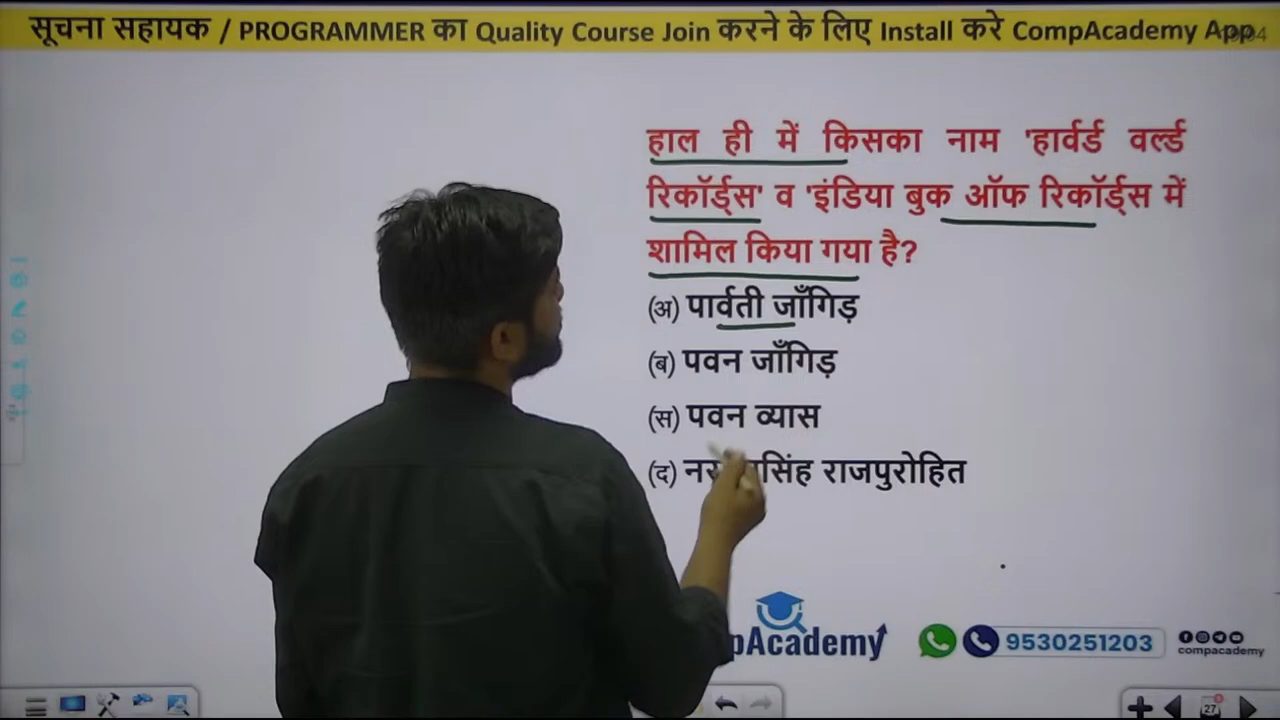 सूचना सहायक / PROGRAMMER का Quality Course Join करने के लिए Install करे CompAcademy App
हाल ही में किसका नाम 'हार्वर्ड वर्ल्ड
रिकॉर्ड्स' व 'इंडिया बुक ऑफ रिकॉर्ड्स में
शामिल किया गया है?
(अ) पार्वती जाँगिड़
(ब) पवन जाँगिड़
(स) पवन व्यास
(द) राजपुरोहित
pAcademy
9530251203
compacademy
27